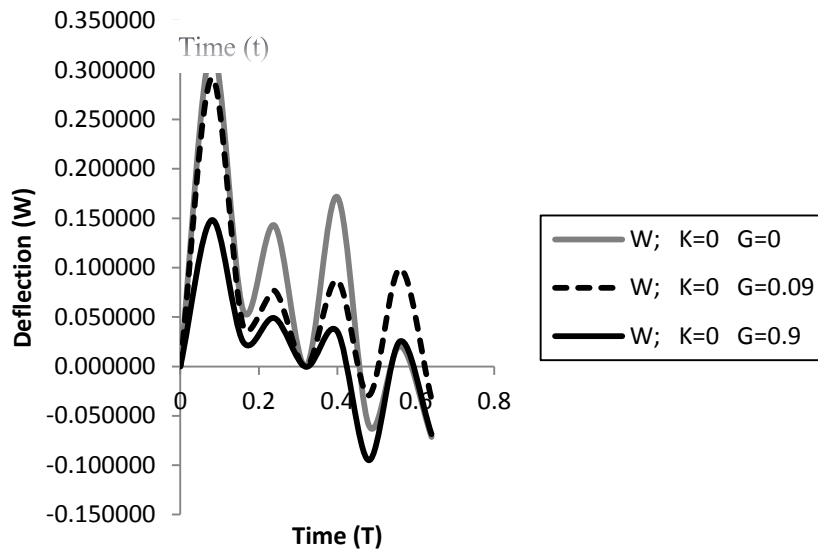 0.350000
Time (t)
0.300000
0.250000
0.200000
0.150000
0.100000
0.050000
0.000000
-0.050000
-0.100000
-0.150000
0
0.2
0.4
0.6
0.8
Deflection (W)
Time (T)
W; K=0 G=0
W; K=0 G=0.09
W; K=0 G=0.9